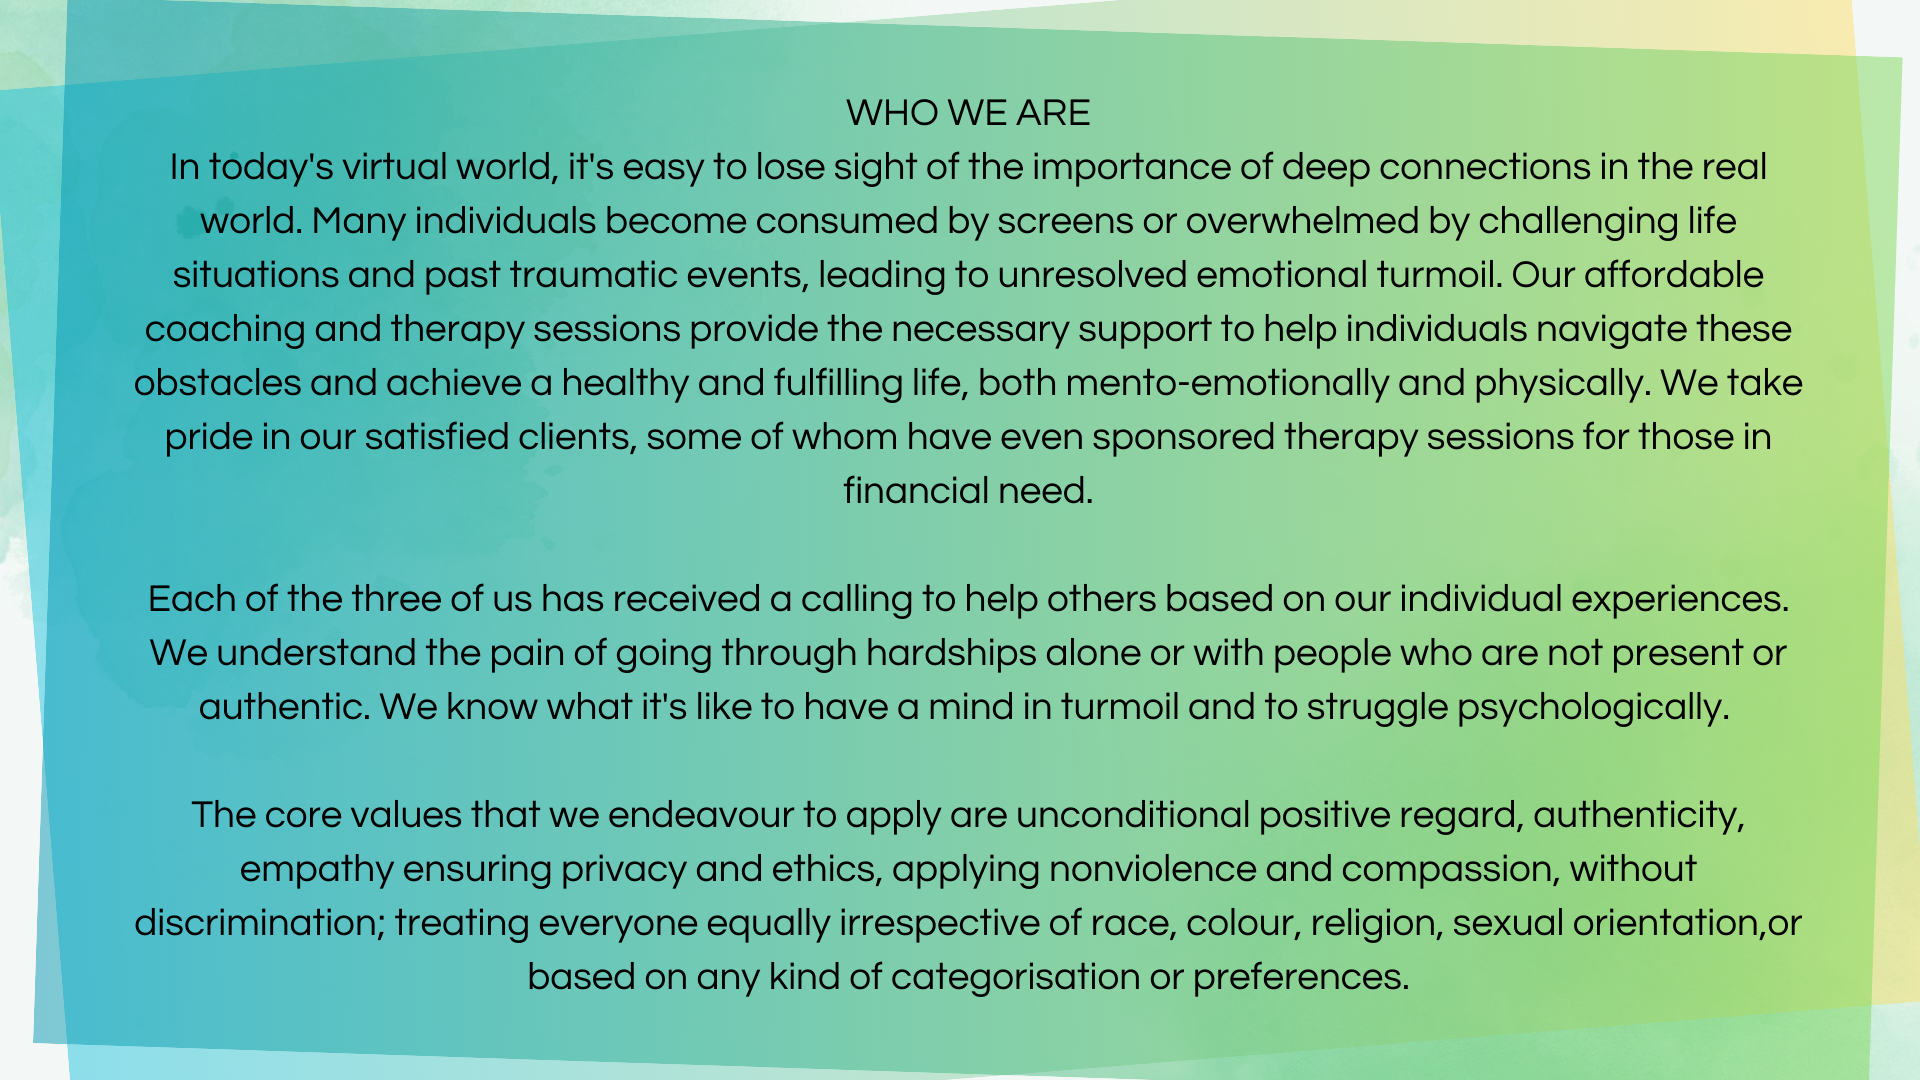 WHO WE ARE
In today's virtual world, it's easy to lose sight of the importance of deep connections in the real
world. Many individuals become consumed by screens or overwhelmed by challenging life
situations and past traumatic events, leading to unresolved emotional turmoil. Our affordable
coaching and therapy sessions provide the necessary support to help individuals navigate these
obstacles and achieve a healthy and fulfilling life, both mento-emotionally and physically. We take
pride in our satisfied clients, some of whom have even sponsored therapy sessions for those in
financial need.
Each of the three of us has received a calling to help others based on our individual experiences.
We understand the pain of going through hardships alone or with people who are not present or
authentic. We know what it's like to have a mind in turmoil and to struggle psychologically.
The core values that we endeavour to apply are unconditional positive regard, authenticity,
empathy ensuring privacy and ethics, applying nonviolence and compassion, without
discrimination; treating everyone equally irrespective of race, colour, religion, sexual orientation,or
based on any kind of categorisation or preferences.